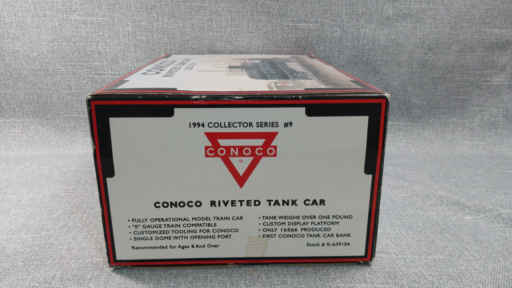 CONOCO
1994 COLLECTOR SERIES #9
CONOCO
CONOCO RIVETED TANK CAR
• FULLY OPERATIONAL MODEL TRAIN CAR
• "O" GAUGE TRAIN COMPATIBLE
• CUSTOMIZED TOOLING FOR CONOCO
• SINGLE DOME WITH OPENING PORT
Recommended for Ages 8 And Over
• TANK WEIGHS OVER ONE POUND
• CUSTOM DISPLAY PLATFORM
• ONLY 10866 PRODUCED
• FIRST CONOCO TANK CAR BANK